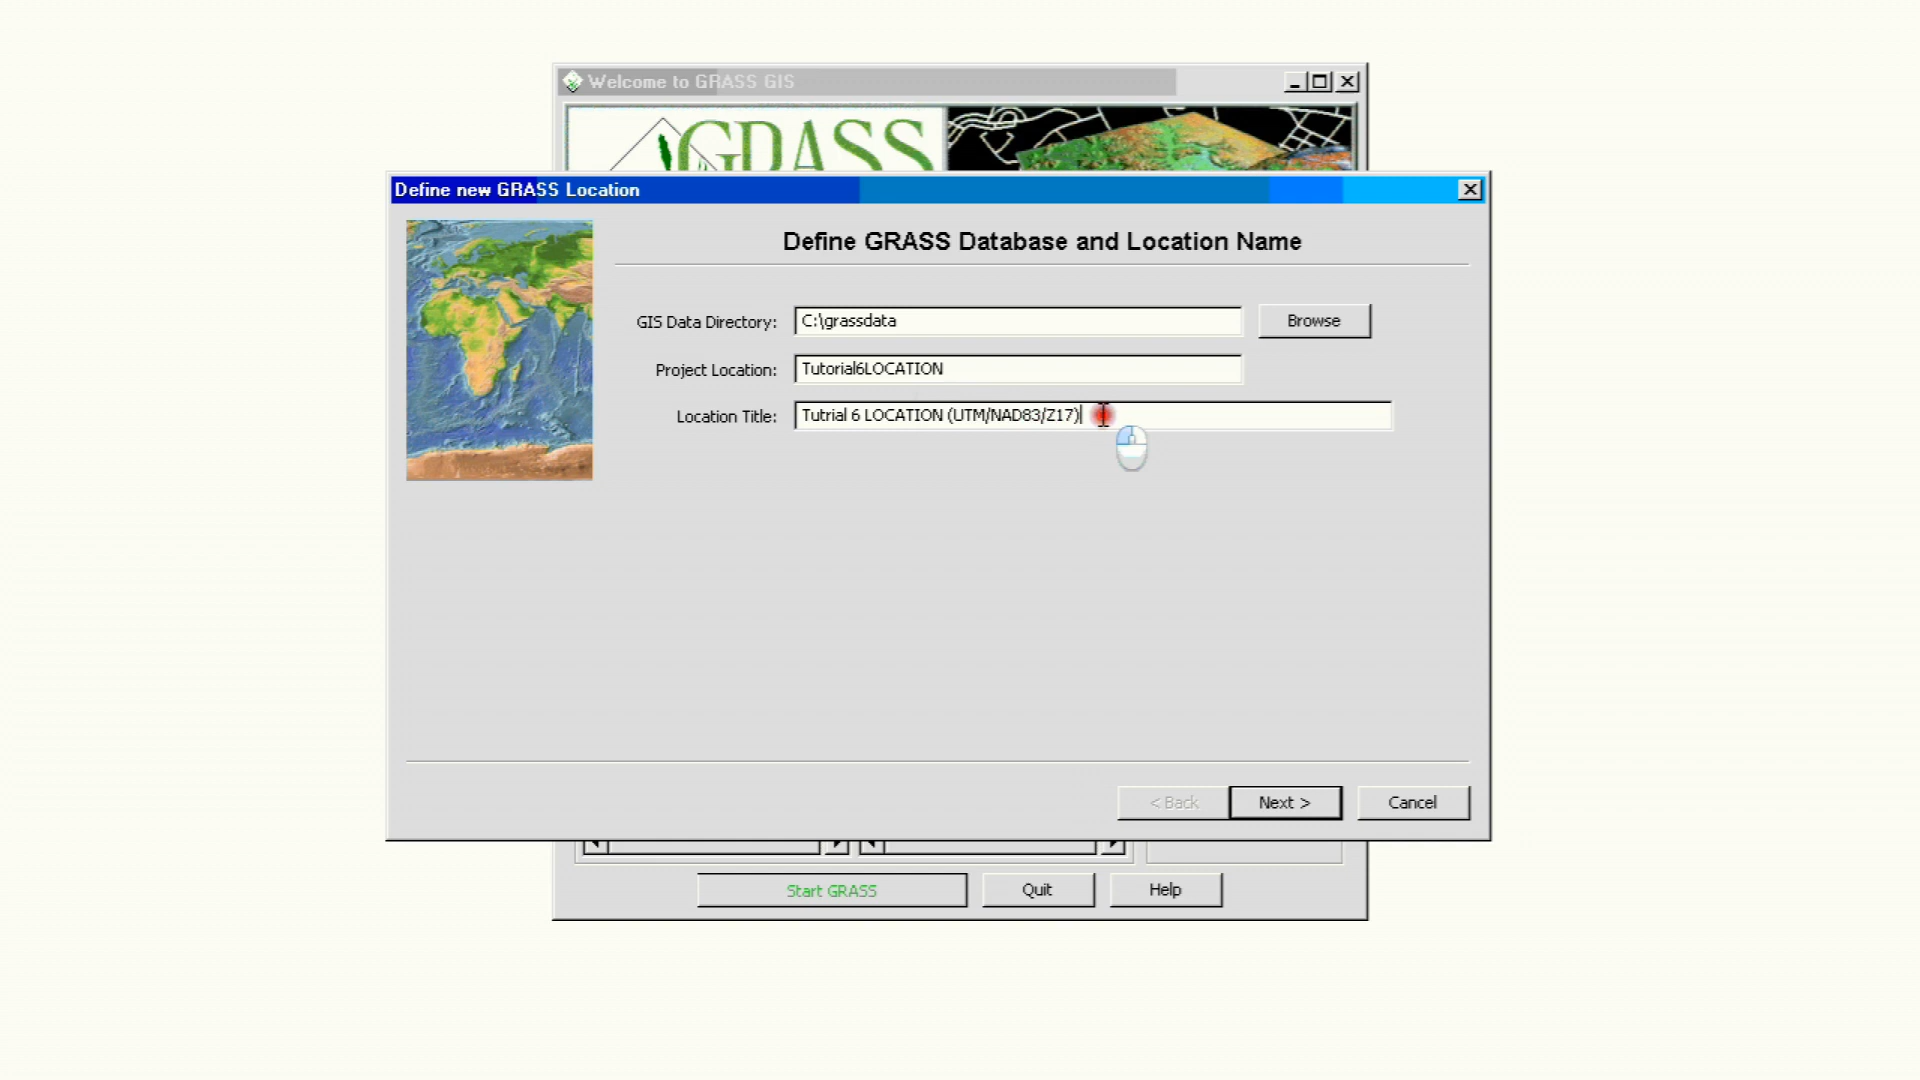 Welcome to GRASS GIS
GRASS
Define new GRASS Location
Define GRASS Database and Location Name
GIS Data Directory: C:\grassdata Browse
Project Location: Tutorial6LOCATION
Location Title: Tutrial 6 LOCATION (UTM/NAD83/Z17)
< Back Next > Cancel
Start GRASS Quit Help